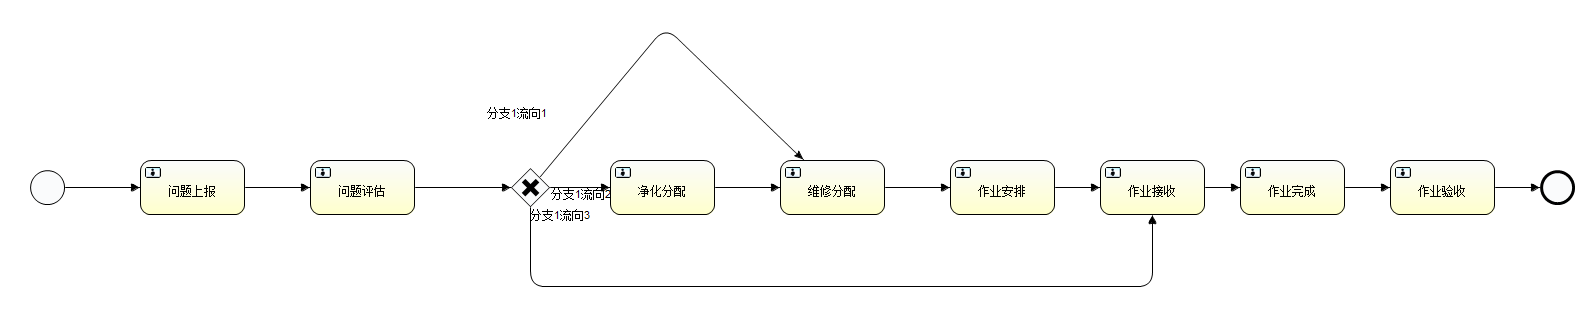 分支1流向1
问题上报
问题评估
分支1流向2
净化分配
维修分配
作业安排
作业接收
作业完成
作业验收
分支1流向3